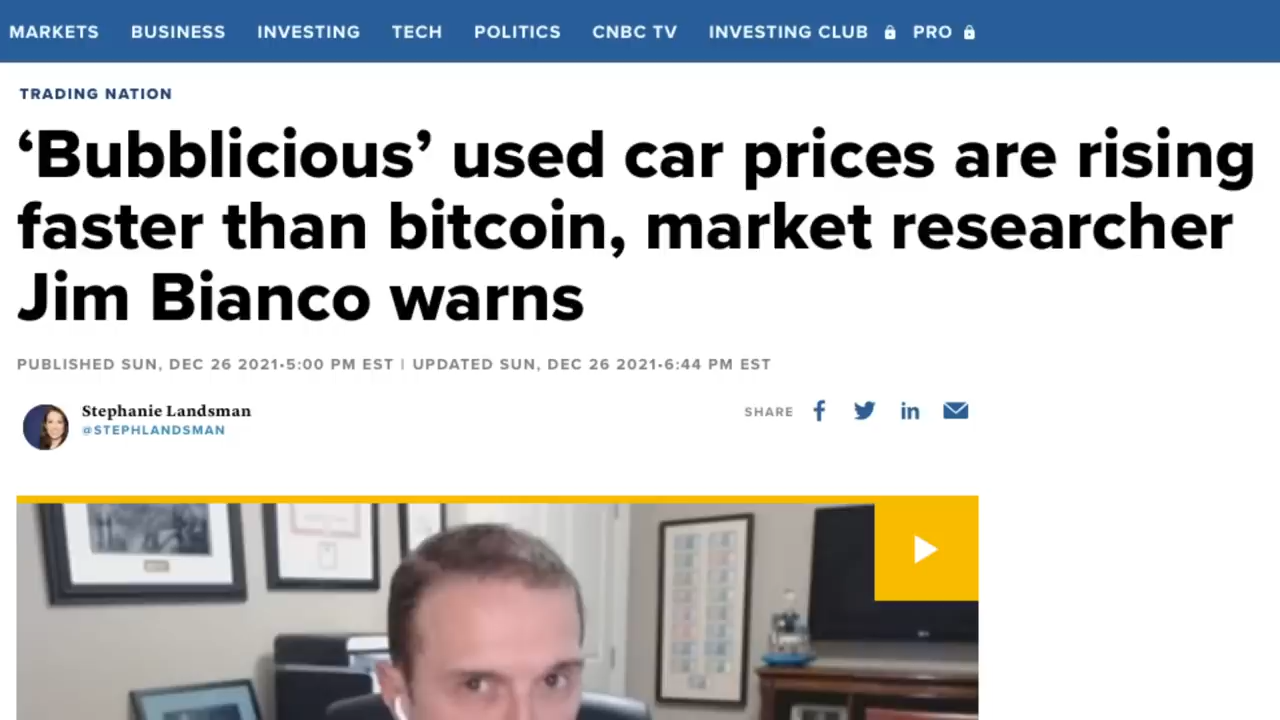 MARKETS BUSINESS INVESTING TECH POLITICS CNBC TV INVESTING CLUB PRO
TRADING NATION
‘Bubblicious’ used car prices are rising
faster than bitcoin, market researcher
Jim Bianco warns
PUBLISHED SUN, DEC 26 2021•5:00 PM EST | UPDATED SUN, DEC 26 2021•6:44 PM EST
Stephanie Landsman
@STEPHLANDSMAN
SHARE